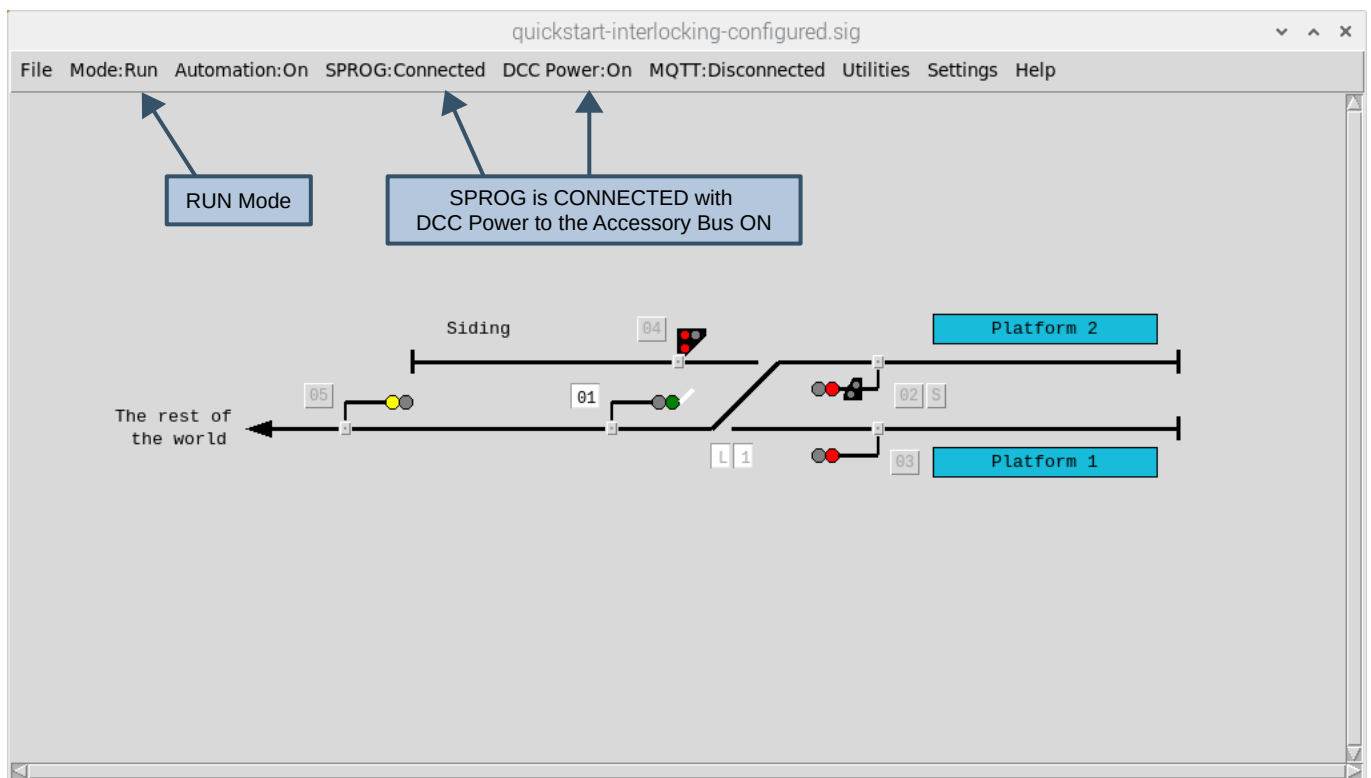 quickstart-interlocking-configured.sig
File Mode:Run Automation:On SPROG:Connected DCC Power:On MQTT:Disconnected Utilities Settings Help
RUN Mode
SPROG is CONNECTED with
DCC Power to the Accessory Bus ON
Siding
04
Platform 2
05
01
02 S
The rest of
the world
L 1
03
Platform 1